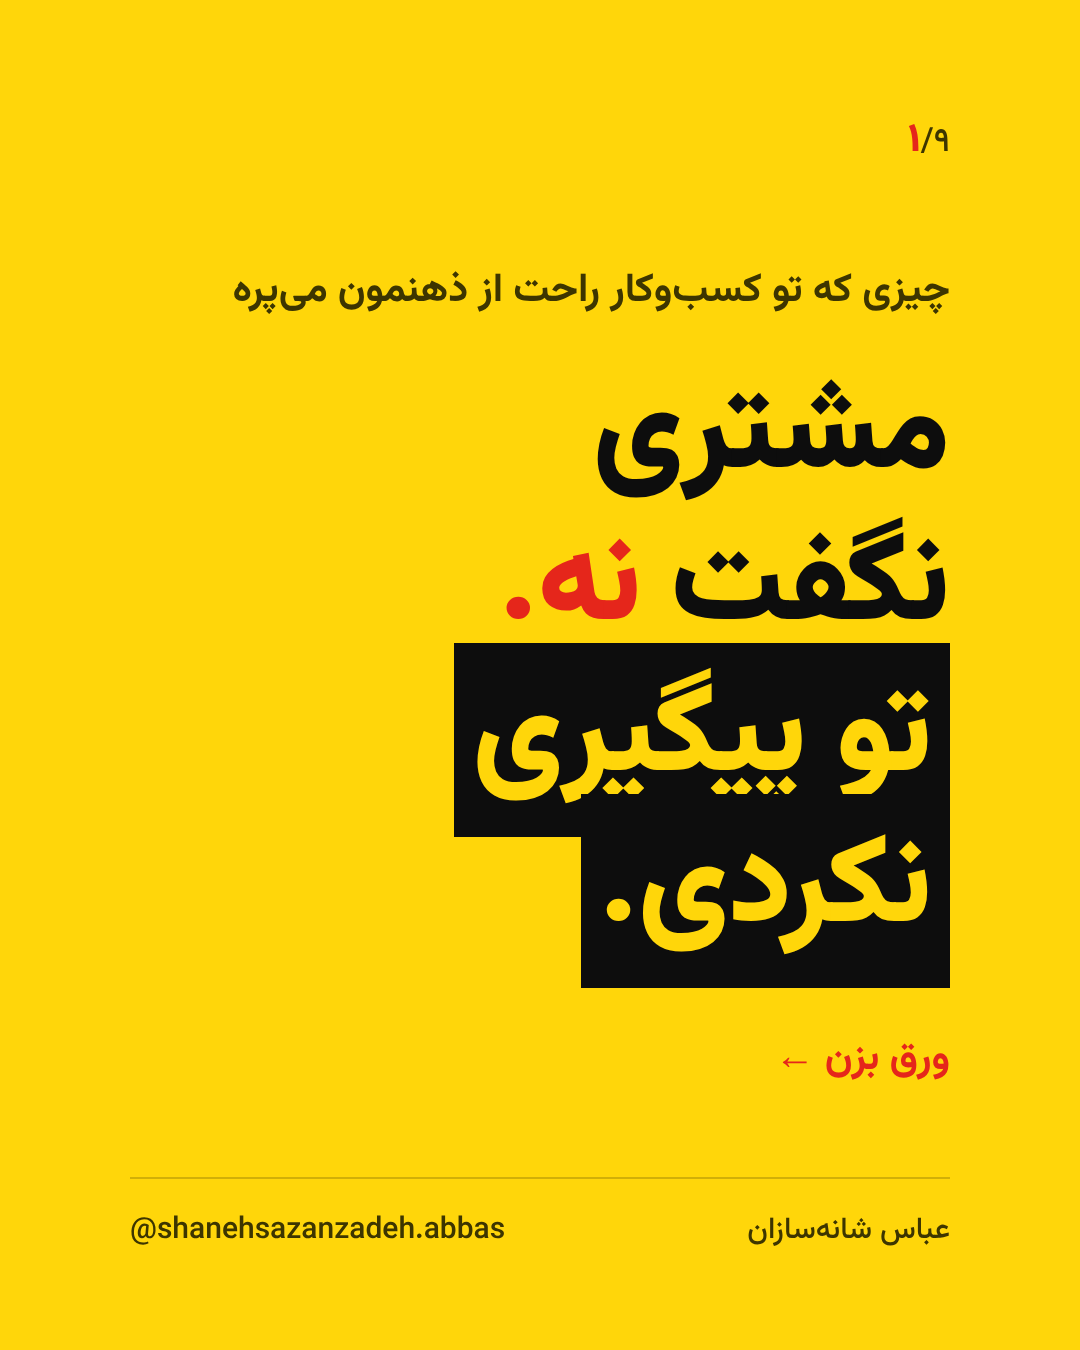 ۱/۹
چیزی که تو کسب‌وکار راحت از ذهنمون می‌پره
مشتری
نگفت نه.
تو پیگیری
نکردی.
ورق بزن ←
عباس شانه‌سازان
@shanehsazanzadeh.abbas